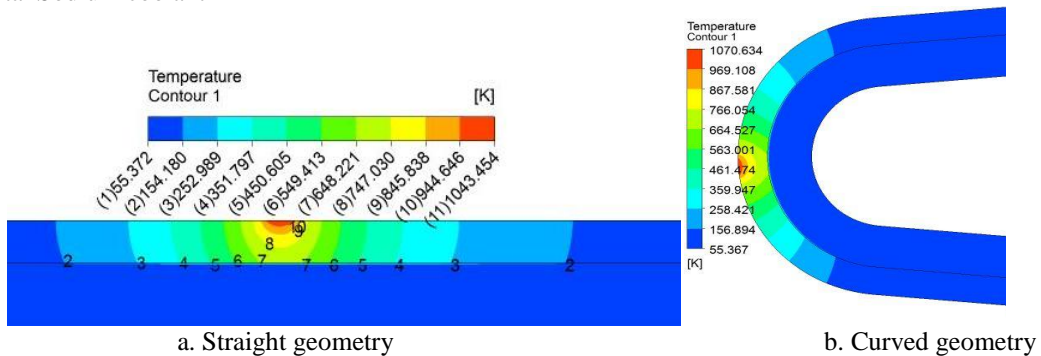 Temperature
Contour 1
[K]
(1)55.372
(2)154.180
(3)252.989
(4)351.797
(5)450.605
(6)549.413
(7)648.221
(8)747.030
(9)845.838
(10)944.646
(11)1043.454
2 3 4 5 6 7 8 9 10 7 6 5 4 3 2
a. Straight geometry
Temperature
Contour 1
1070.634
969.108
867.581
766.054
664.527
563.001
461.474
359.947
258.421
156.894
55.367
[K]
b. Curved geometry